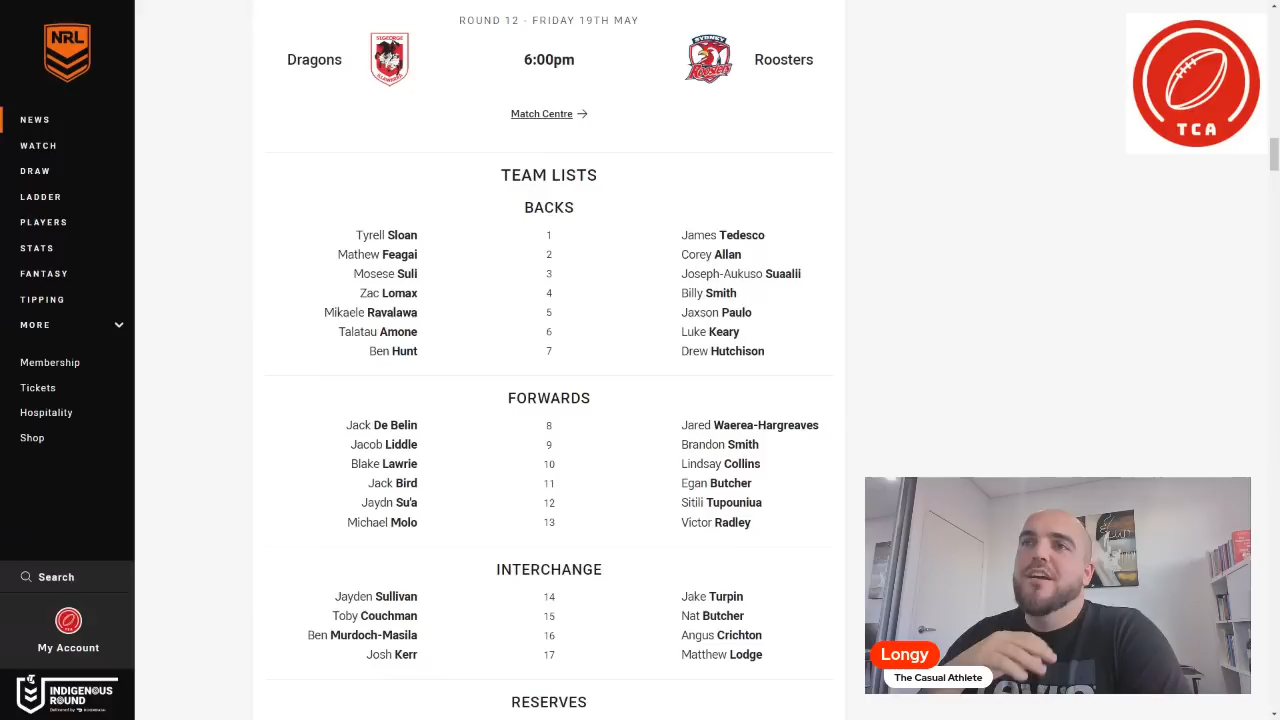 ROUND 12 - FRIDAY 19TH MAY
NRL
Dragons
ST.GEORGE
ILLAWARRA
6:00pm
SYDNEY
Roosters
Roosters
TCA
Match Centre
NEWS
WATCH
DRAW
LADDER
PLAYERS
STATS
FANTASY
TIPPING
MORE
Membership
Tickets
Hospitality
Shop
Search
My Account
INDIGENOUS
ROUND
TEAM LISTS
BACKS
Tyrell Sloan 1 James Tedesco
Mathew Feagai 2 Corey Allan
Mosese Suli 3 Joseph-Aukuso Suaalii
Zac Lomax 4 Billy Smith
Mikaele Ravalawa 5 Jaxson Paulo
Talatau Amone 6 Luke Keary
Ben Hunt 7 Drew Hutchison
FORWARDS
Jack De Belin 8 Jared Waerea-Hargreaves
Jacob Liddle 9 Brandon Smith
Blake Lawrie 10 Lindsay Collins
Jack Bird 11 Egan Butcher
Jaydn Su'a 12 Sitili Tupouniua
Michael Molo 13 Victor Radley
INTERCHANGE
Jayden Sullivan 14 Jake Turpin
Toby Couchman 15 Nat Butcher
Ben Murdoch-Masila 16 Angus Crichton
Josh Kerr 17 Matthew Lodge
RESERVES
Longy
The Casual Athlete